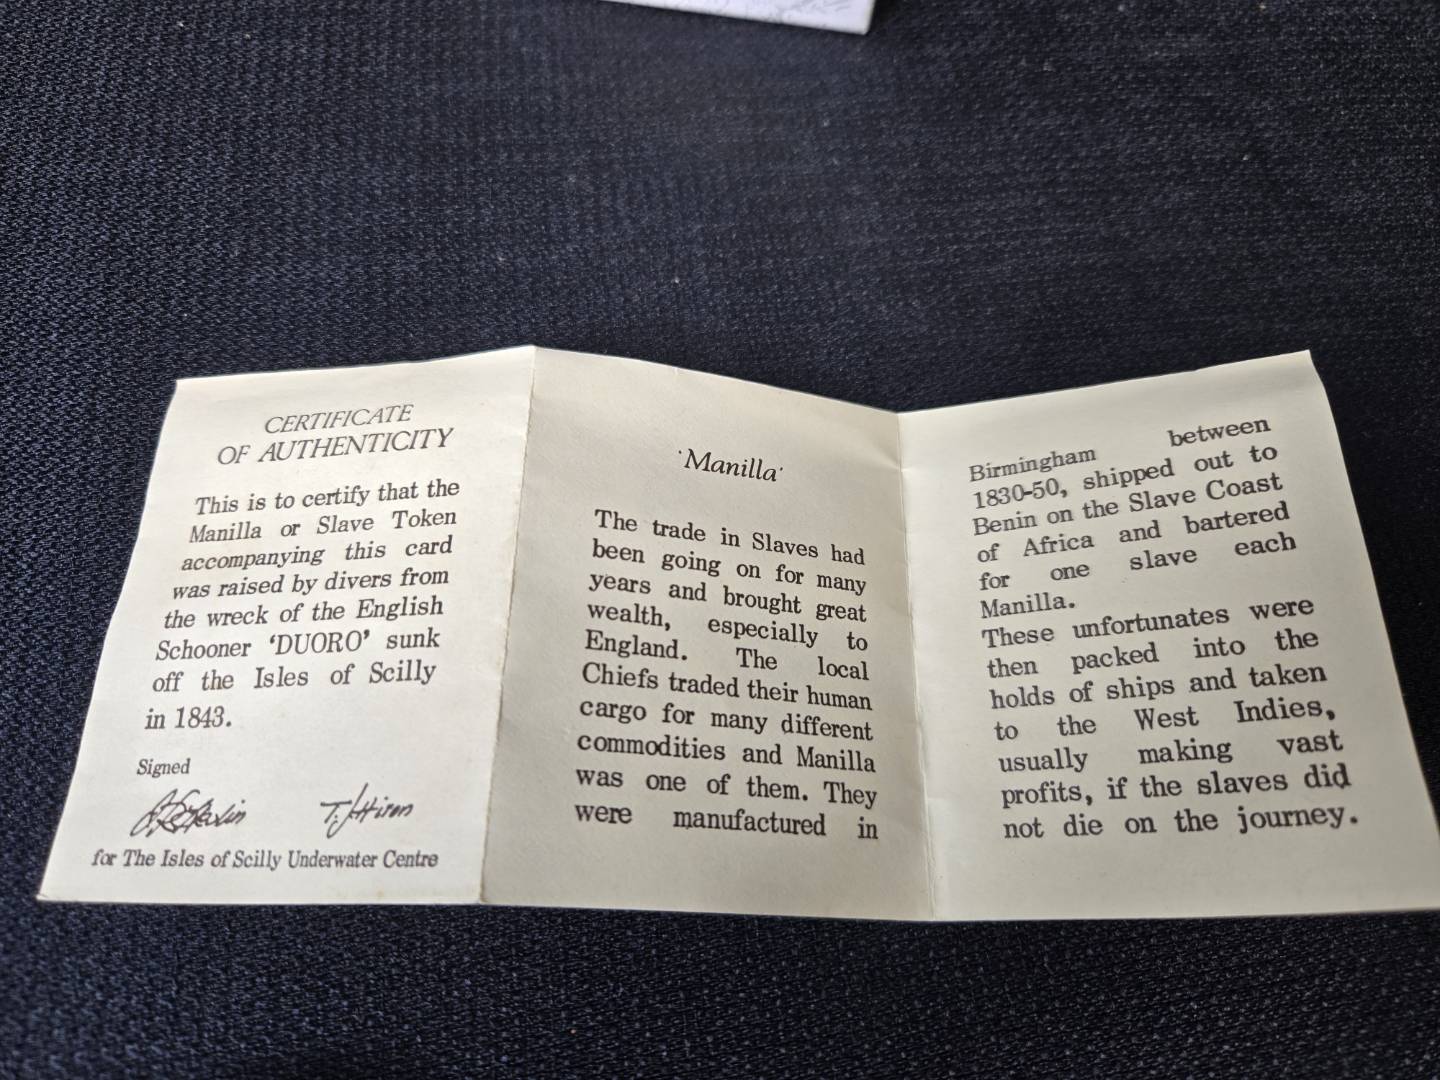 CERTIFICATE
OF AUTHENTICITY
This is to certify that the
Manilla or Slave Token
accompanying this card
was raised by divers from
the wreck of the English
Schooner ‘DUORO’ sunk
off the Isles of Scilly
in 1843.
Signed
for The Isles of Scilly Underwater Centre
'Manilla'
The trade in Slaves had
been going on for many
years and brought great
wealth, especially to
England. The local
Chiefs traded their human
cargo for many different
commodities and Manilla
was one of them. They
were manufactured in
Birmingham between
1830-50, shipped out to
Benin on the Slave Coast
of Africa and bartered
for one slave each
Manilla.
These unfortunates were
then packed into the
holds of ships and taken
to the West Indies,
usually making vast
profits, if the slaves did
not die on the journey.